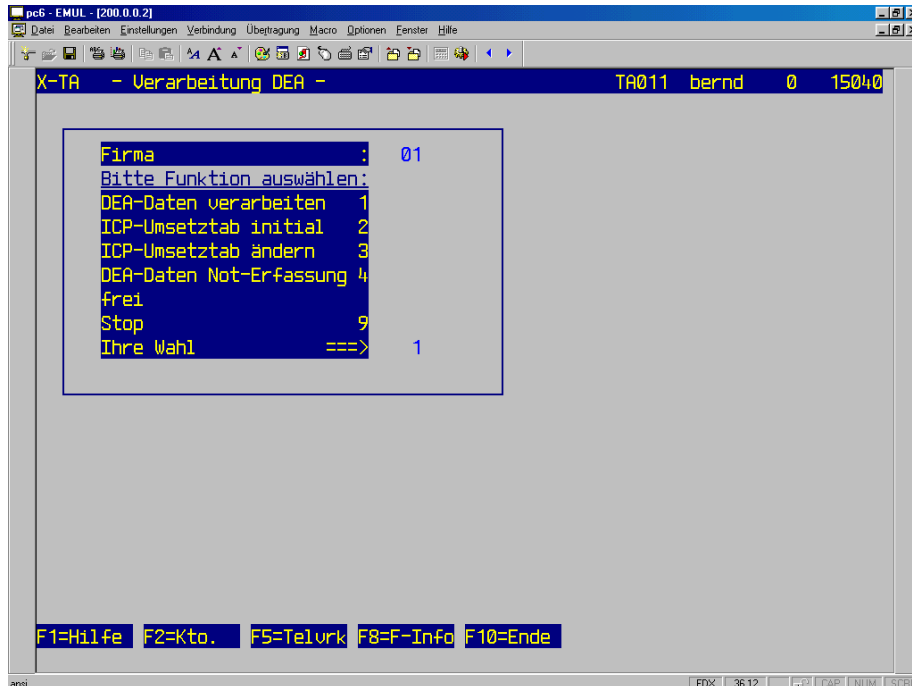 pc6 - EMUL - [200.0.0.2]
Datei Bearbeiten Einstellungen Verbindung Übertragung Macro Optionen Fenster Hilfe
X-TA - Verarbeitung DEA - TA011 bernd 0 15040
Firma : 01
Bitte Funktion auswählen:
DEA-Daten verarbeiten 1
ICP-Umsetztab initial 2
ICP-Umsetztab ändern 3
DEA-Daten Not-Erfassung 4
frei
Stop 9
Ihre Wahl ===> 1
F1=Hilfe F2=Kto. F5=Telvrk F8=F-Info F10=Ende
ansi FDX 36,12 CAP NUM